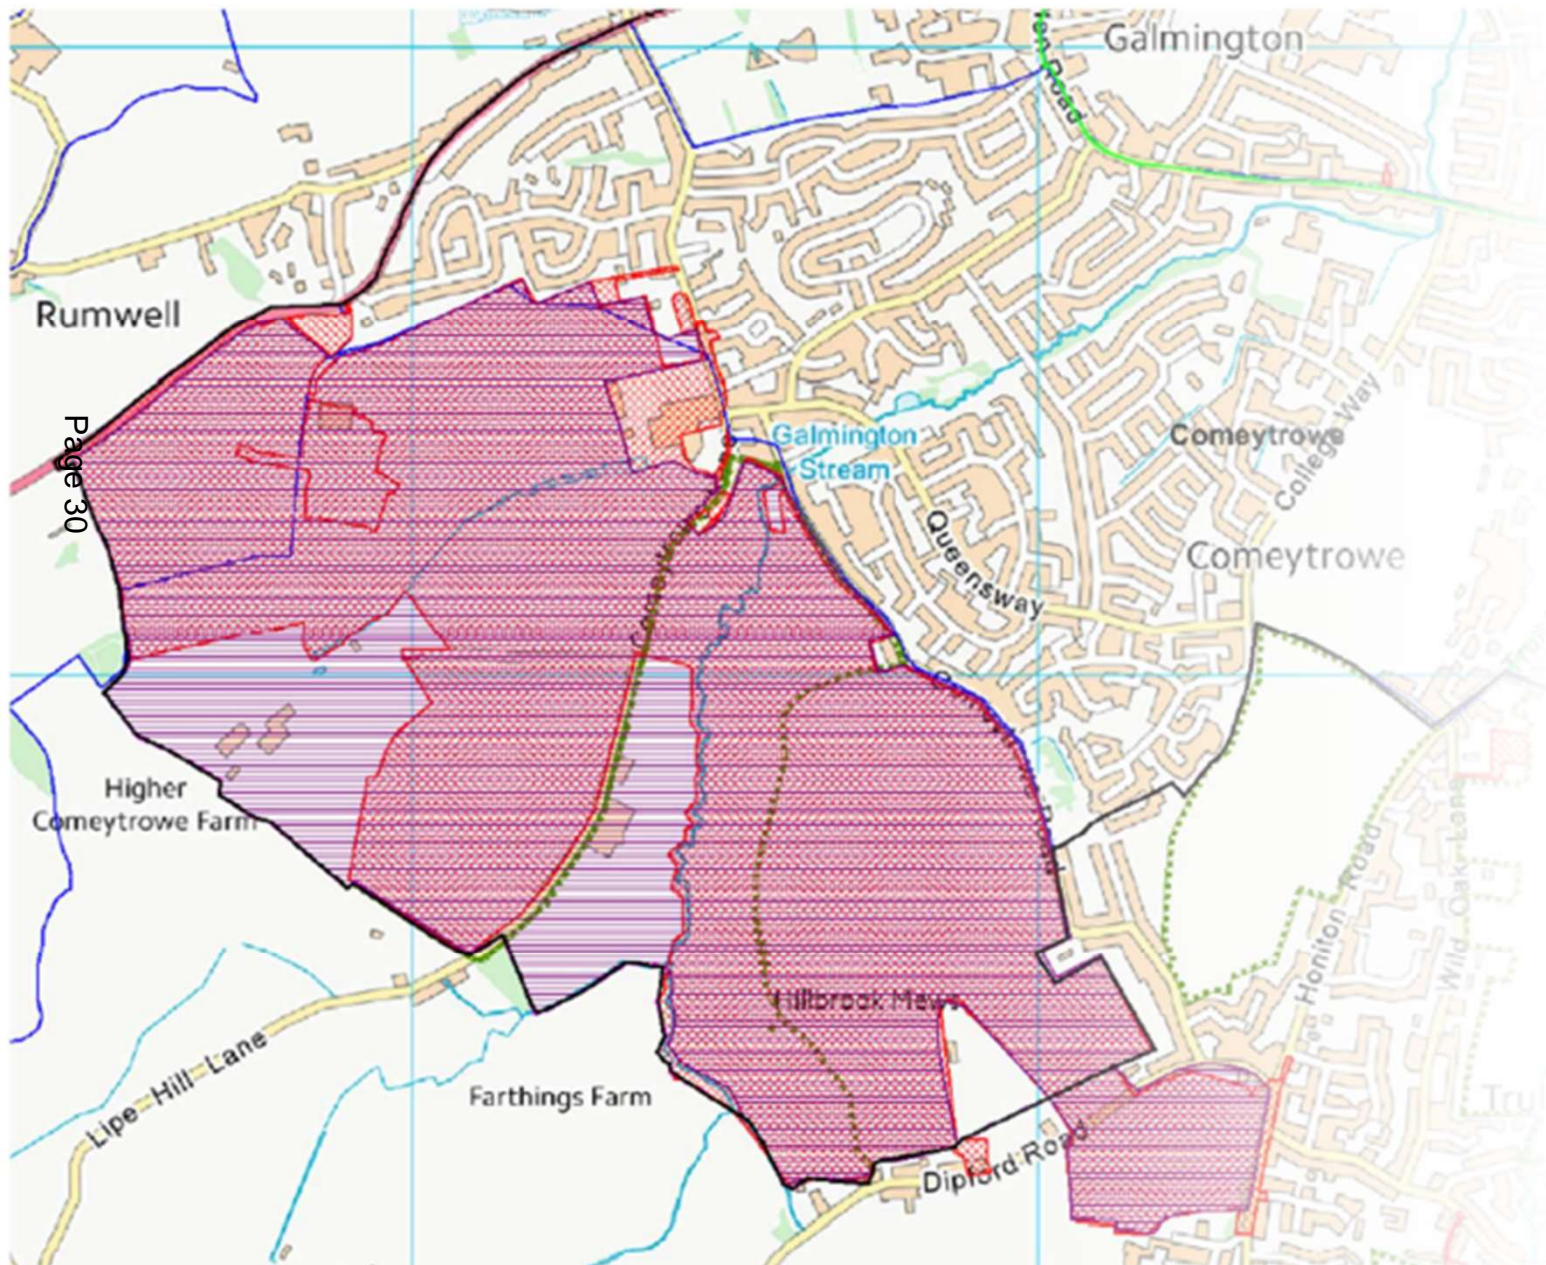 Galmington
Road
Rumwell
Page 30
Galmington
Stream
Comeytrowe
College Way
Queensway
Comeytrowe
Higher
Comeytrowe Farm
Hillbrook Mews
Honiton Road
Wild Oak Lane
Lipe Hill Lane
Farthings Farm
Dipford Road